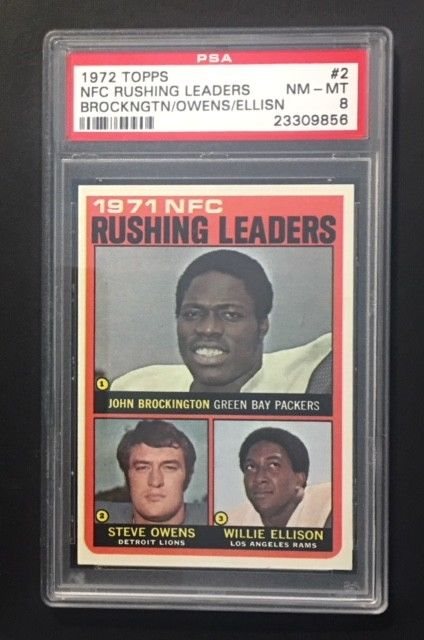 PSA
1972 TOPPS #2
NFC RUSHING LEADERS NM - MT
BROCKNGTN/OWENS/ELLISN 8
23309856
1971 NFC
RUSHING LEADERS
1 JOHN BROCKINGTON GREEN BAY PACKERS
2 STEVE OWENS
DETROIT LIONS
3 WILLIE ELLISON
LOS ANGELES RAMS